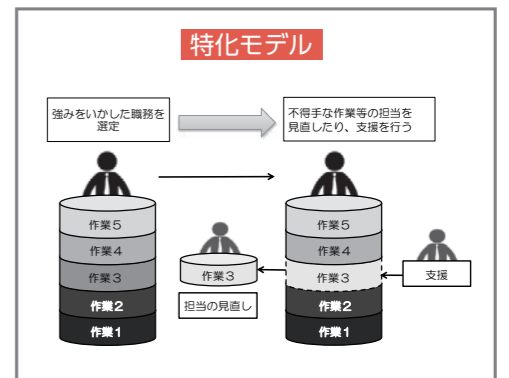 特化モデル
強みをいかした職務を
選定
不得手な作業等の担当を
見直したり、支援を行う
作業5
作業4
作業3
作業2
作業1
作業3
担当の見直し
作業5
作業4
作業3
作業2
作業1
支援